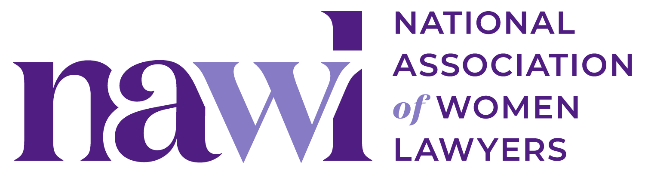 nawl
NATIONAL
ASSOCIATION
of WOMEN
LAWYERS